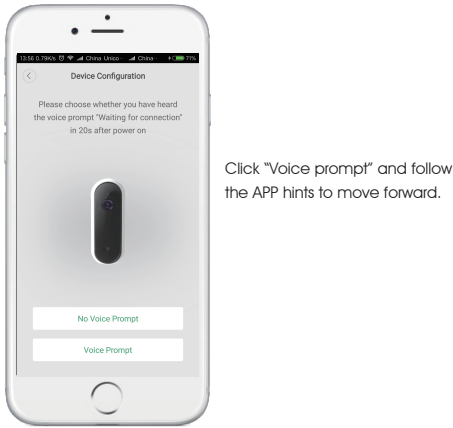 13:56 0.79K/s China Unico... China... 71%
Device Configuration
Please choose whether you have heard
the voice prompt "Waiting for connection"
in 20s after power on
No Voice Prompt
Voice Prompt
Click “Voice prompt” and follow
the APP hints to move forward.